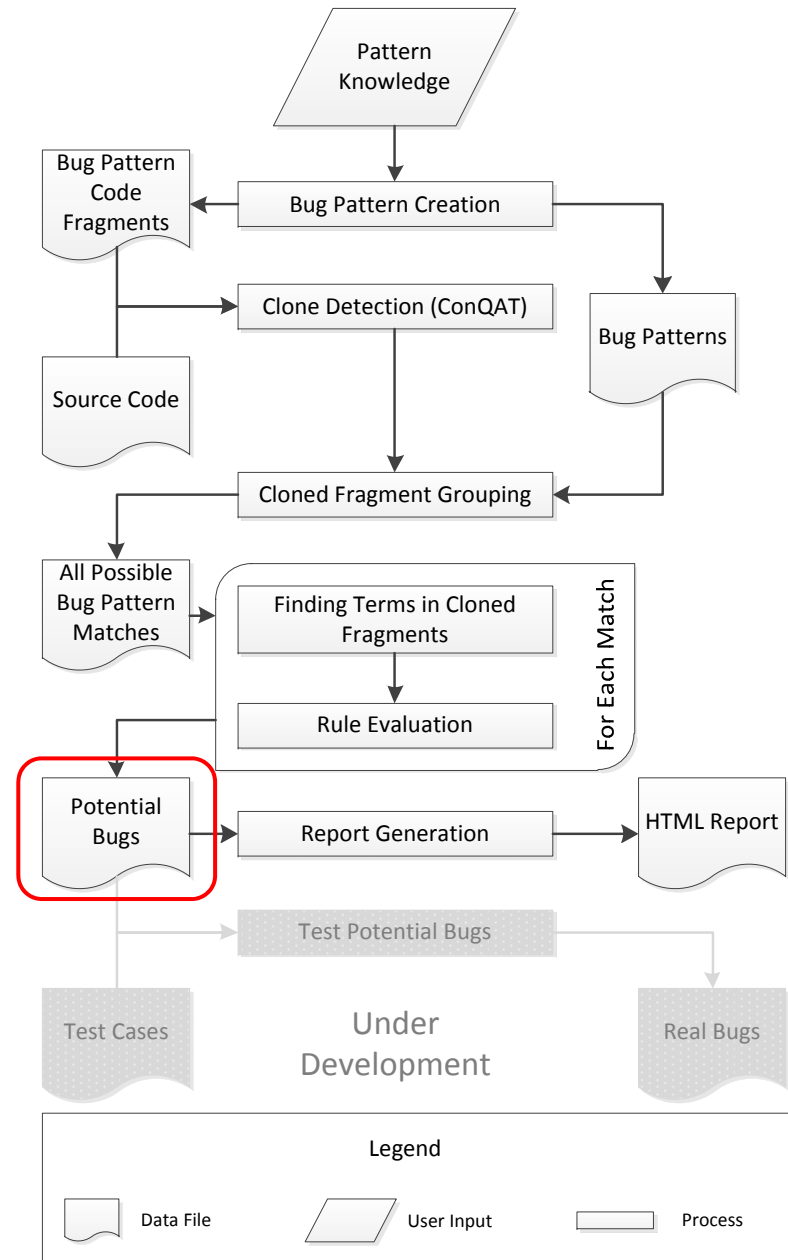 Pattern
Knowledge
Bug Pattern
Code
Fragments
Bug Pattern Creation
Clone Detection (ConQAT)
Bug Patterns
Source Code
Cloned Fragment Grouping
All Possible
Bug Pattern
Matches
Finding Terms in Cloned
Fragments
Rule Evaluation
For Each Match
Potential
Bugs
Report Generation
HTML Report
Test Potential Bugs
Test Cases
Under
Development
Real Bugs
Legend
Data File
User Input
Process